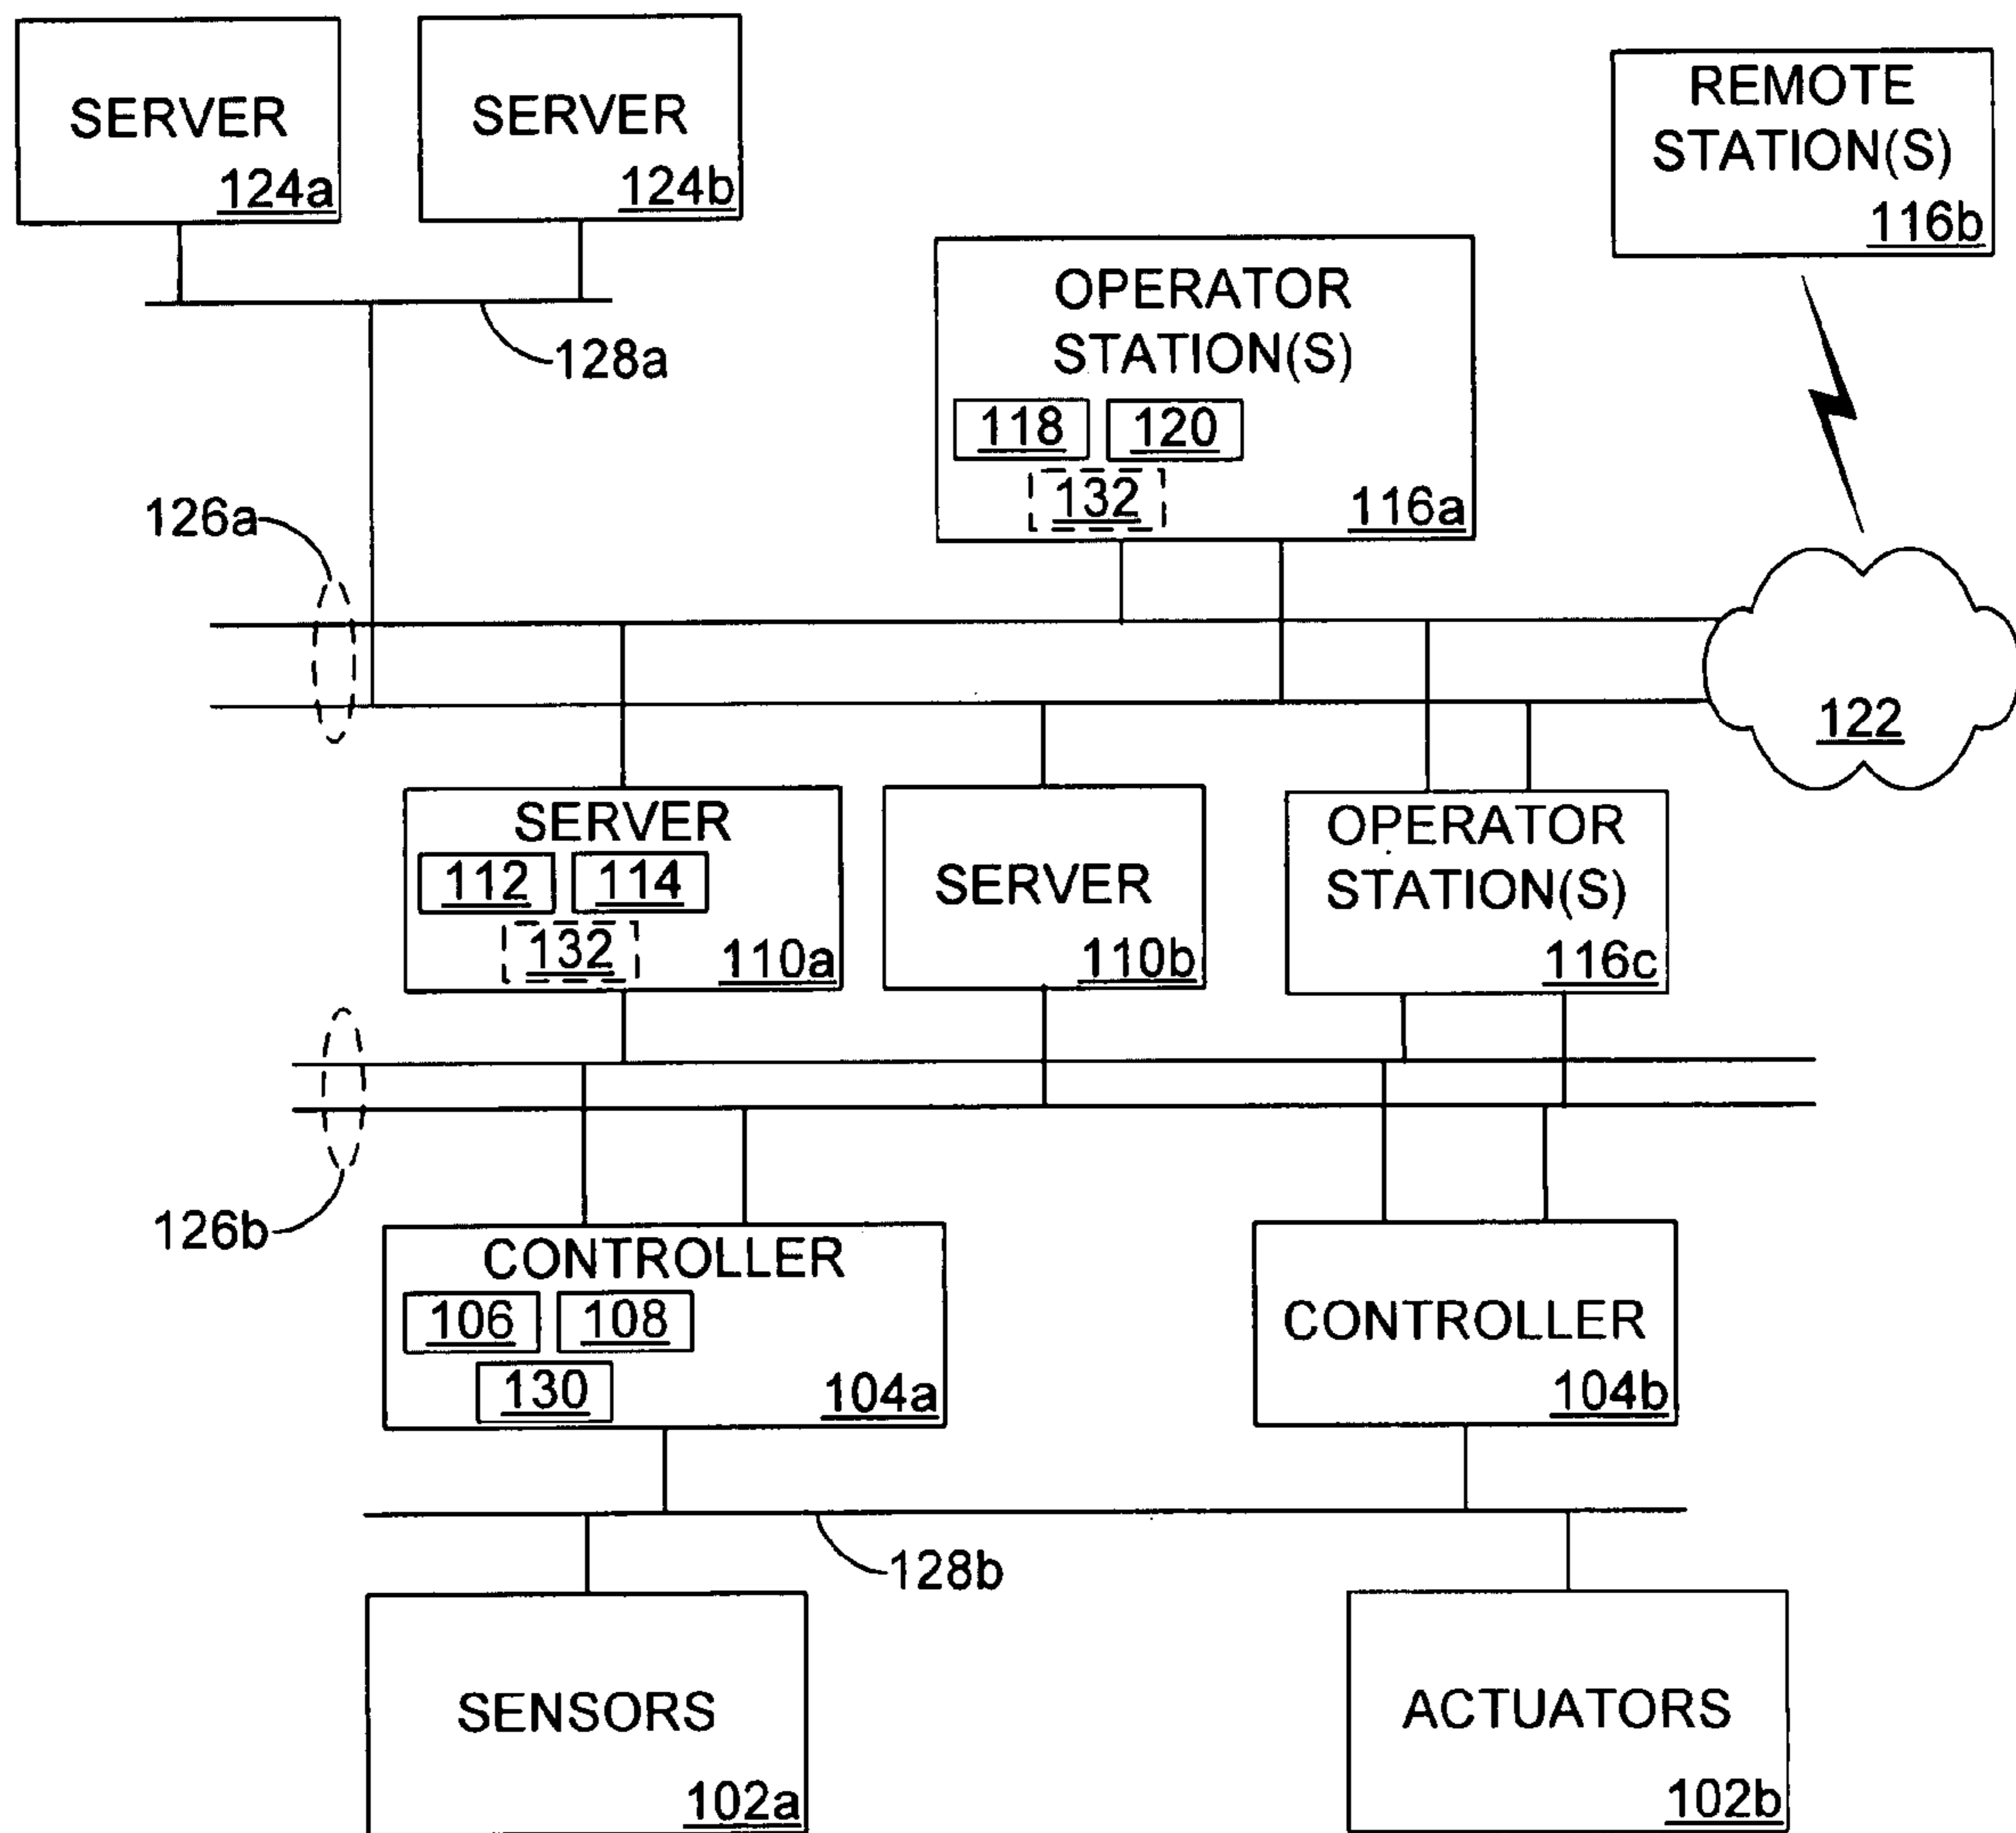 SERVER
124a
SERVER
124b
REMOTE
STATION(S)
116b
OPERATOR
STATION(S)
118
120
132
116a
128a
126a
122
SERVER
112
114
132
110a
SERVER
110b
OPERATOR
STATION(S)
116c
126b
CONTROLLER
106
108
130
104a
CONTROLLER
104b
128b
SENSORS
102a
ACTUATORS
102b